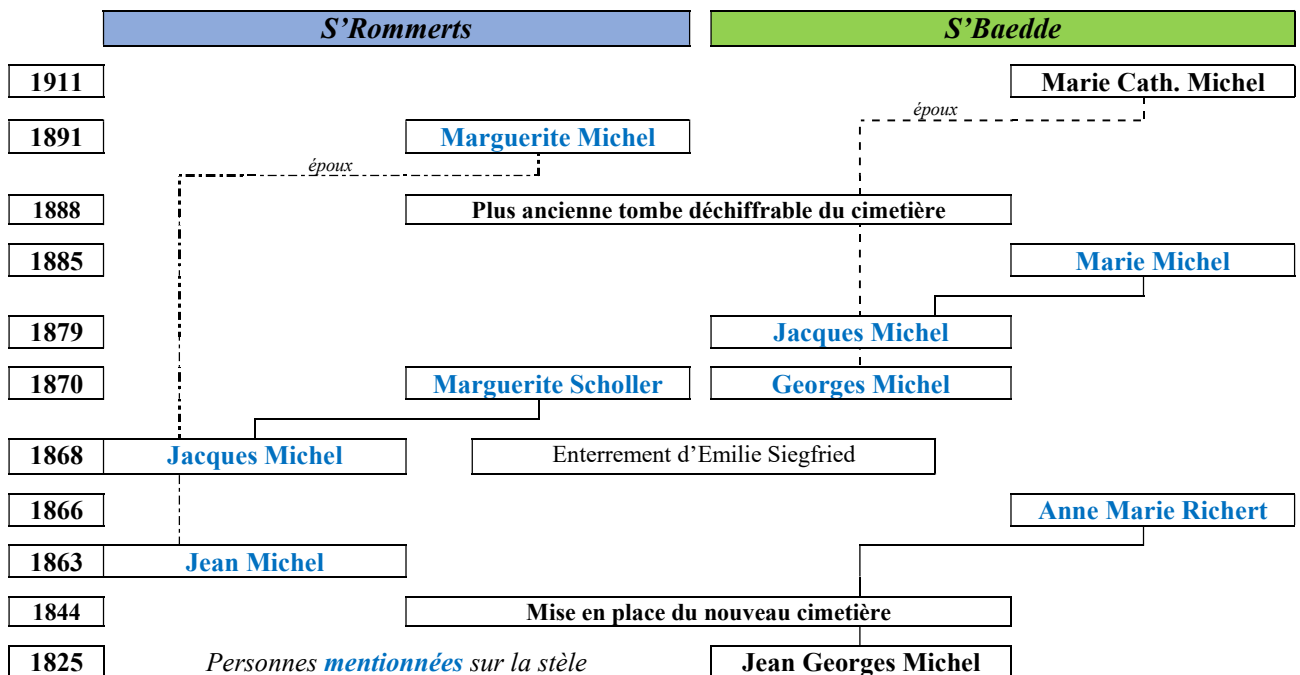 S’Rommerts S’Baedde
1911 Marie Cath. Michel
époux
1891 Marguerite Michel
époux
1888 Plus ancienne tombe déchiffrable du cimetière
1885 Marie Michel
1879 Jacques Michel
1870 Marguerite Scholler Georges Michel
1868 Jacques Michel Enterrement d’Emilie Siegfried
1866 Anne Marie Richert
1863 Jean Michel
1844 Mise en place du nouveau cimetière
1825 Personnes mentionnées sur la stèle Jean Georges Michel